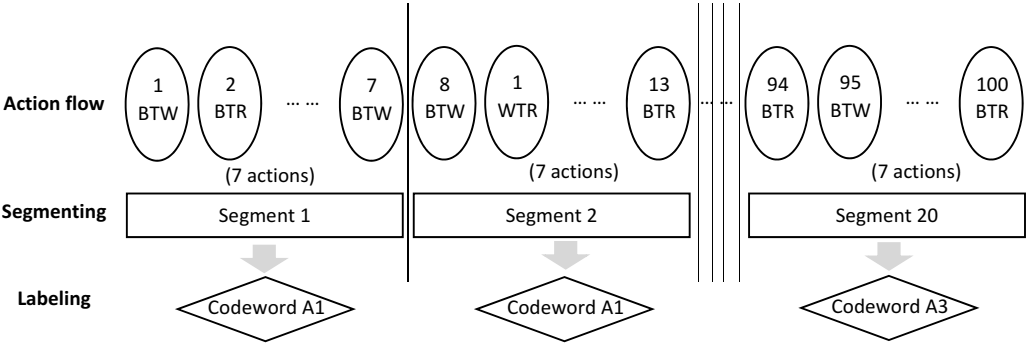 Action flow
1 2 ... ... 7 8 1 ... ... 13 ... ... 94 95 ... ... 100
BTW BTR BTW BTW WTR BTR BTR BTW BTR
(7 actions) (7 actions) (7 actions)
Segmenting Segment 1 Segment 2 Segment 20
Labeling Codeword A1 Codeword A1 Codeword A3